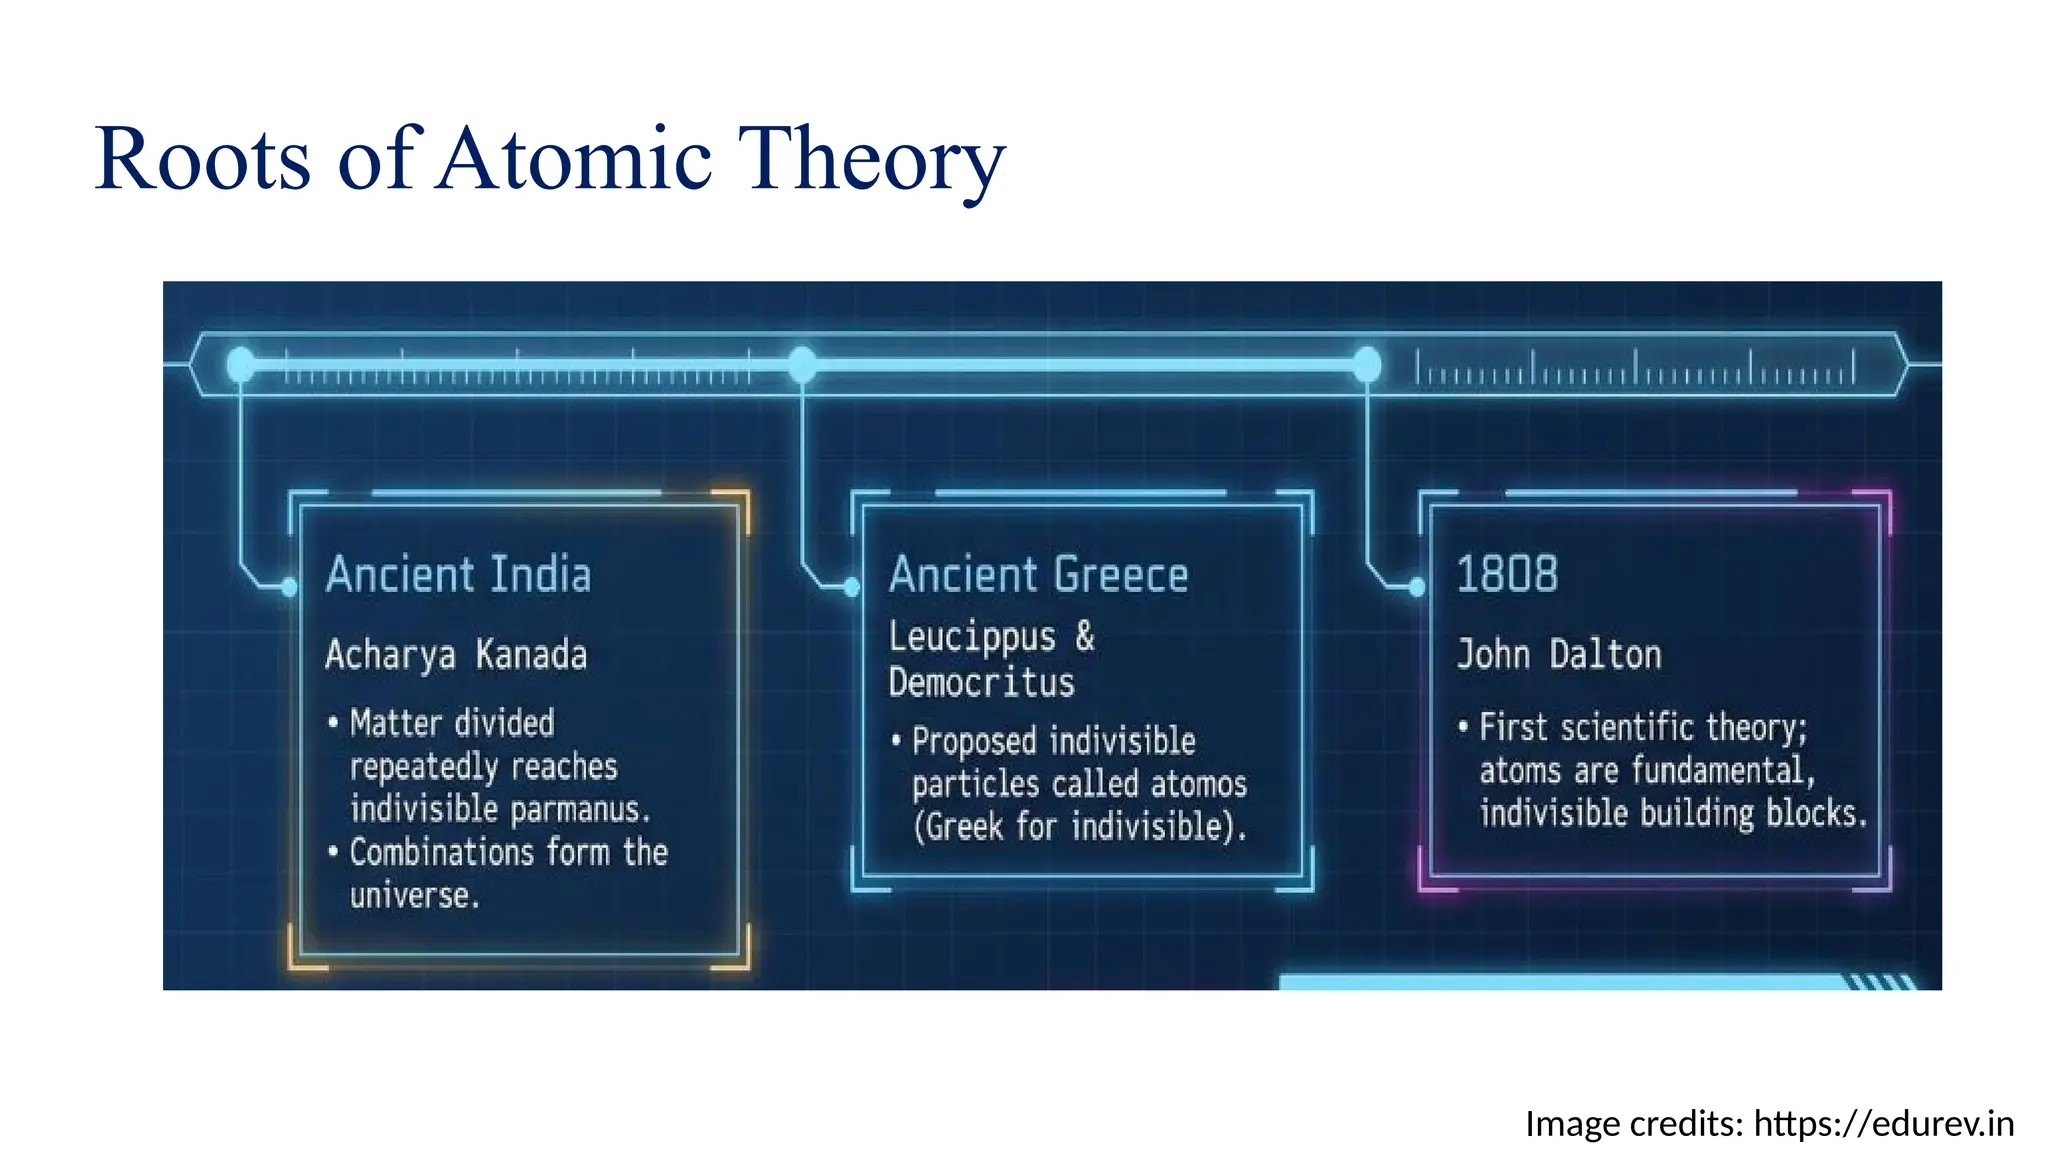 Roots of Atomic Theory
Ancient India
Acharya Kanada
• Matter divided
repeatedly reaches
indivisible parmanus.
• Combinations form the
universe.
Ancient Greece
Leucippus &
Democritus
• Proposed indivisible
particles called atomos
(Greek for indivisible).
1808
John Dalton
• First scientific theory;
atoms are fundamental,
indivisible building blocks.
Image credits: https://edurev.in